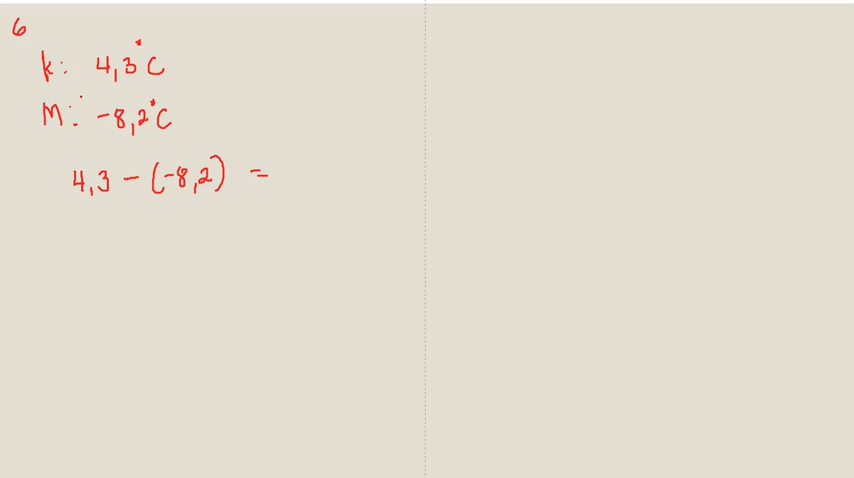 6
k: 4,3°C
M: -8,2°C
4,3 - (-8,2) =